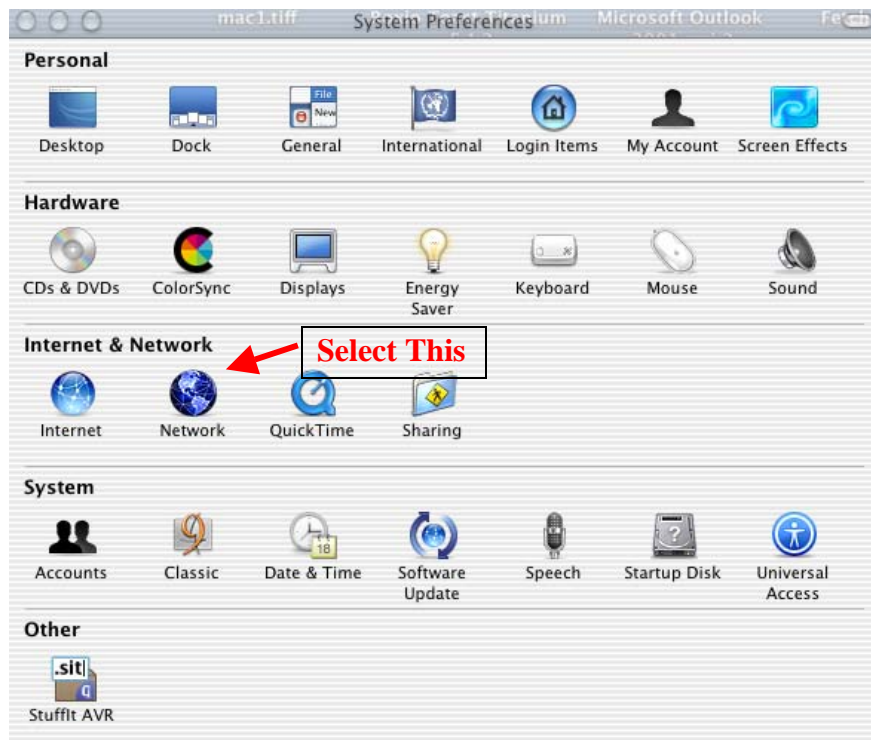 mac1.tiff System Preferences Titanium Microsoft Outlook
Personal
File
New
Desktop Dock General International Login Items My Account Screen Effects
Hardware
CDs & DVDs ColorSync Displays Energy Saver Keyboard Mouse Sound
Internet & Network
Select This
Internet Network QuickTime Sharing
System
18
Accounts Classic Date & Time Software Update Speech Startup Disk Universal Access
Other
.sit
StuffIt AVR